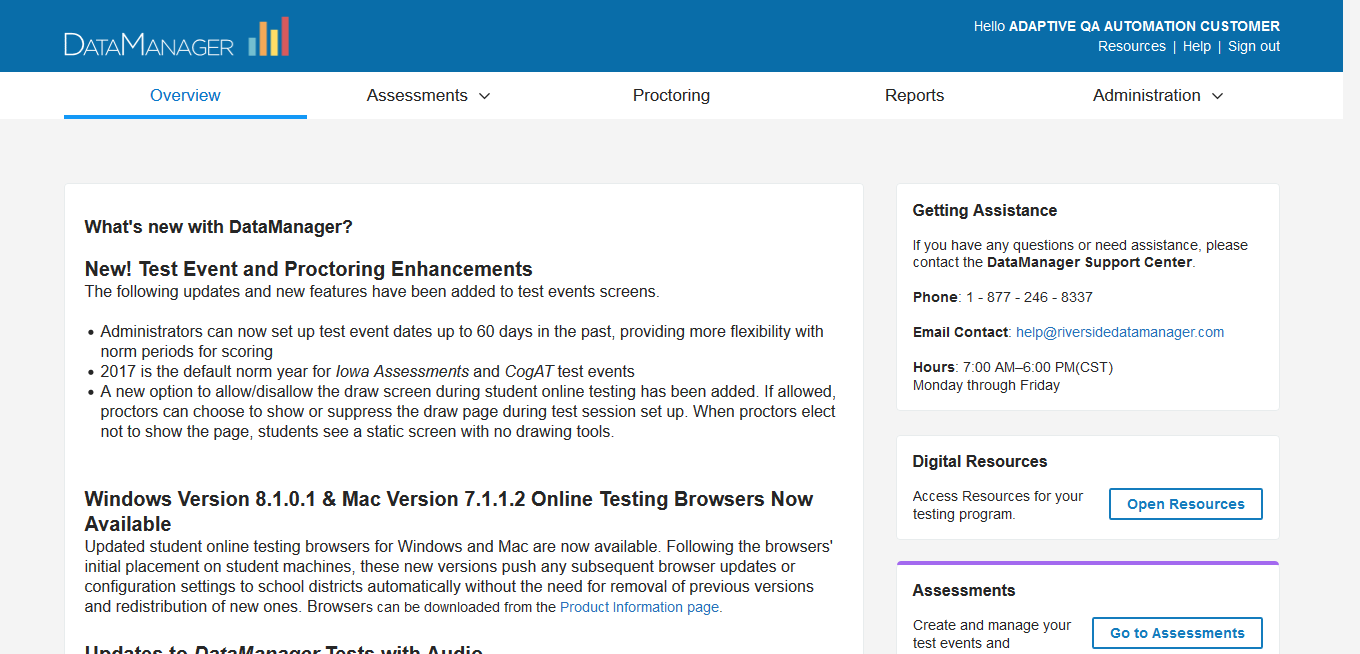 DATAMANAGER
Hello ADAPTIVE QA AUTOMATION CUSTOMER
Resources | Help | Sign out
Overview
Assessments
Proctoring
Reports
Administration
What's new with DataManager?
New! Test Event and Proctoring Enhancements
The following updates and new features have been added to test events screens.
• Administrators can now set up test event dates up to 60 days in the past, providing more flexibility with
norm periods for scoring
• 2017 is the default norm year for Iowa Assessments and CogAT test events
• A new option to allow/disallow the draw screen during student online testing has been added. If allowed,
proctors can choose to show or suppress the draw page during test session set up. When proctors elect
not to show the page, students see a static screen with no drawing tools.
Windows Version 8.1.0.1 & Mac Version 7.1.1.2 Online Testing Browsers Now
Available
Updated student online testing browsers for Windows and Mac are now available. Following the browsers'
initial placement on student machines, these new versions push any subsequent browser updates or
configuration settings to school districts automatically without the need for removal of previous versions
and redistribution of new ones. Browsers can be downloaded from the Product Information page.
Updates to DataManager Tests with Audio
Getting Assistance
If you have any questions or need assistance, please
contact the DataManager Support Center.
Phone: 1 - 877 - 246 - 8337
Email Contact: help@riversidedatamanager.com
Hours: 7:00 AM–6:00 PM(CST)
Monday through Friday
Digital Resources
Access Resources for your
testing program.
Open Resources
Assessments
Create and manage your
test events and
Go to Assessments